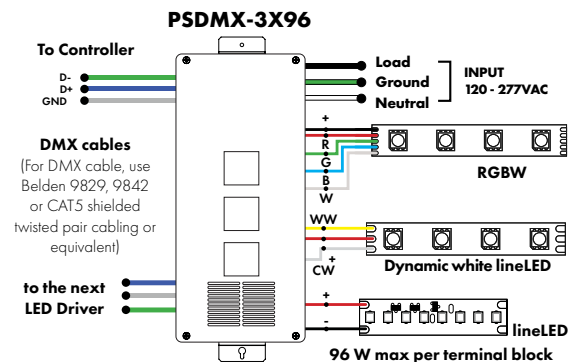 PSDMX-3X96
To Controller
D-
D+
GND
DMX cables
(For DMX cable, use
Belden 9829, 9842
or CAT5 shielded
twisted pair cabling or
equivalent)
to the next
LED Driver
Load
Ground
Neutral
INPUT
120 - 277VAC
+
R
G
B
W
RGBW
WW
+
CW
Dynamic white lineLED
+
-
lineLED
96 W max per terminal block